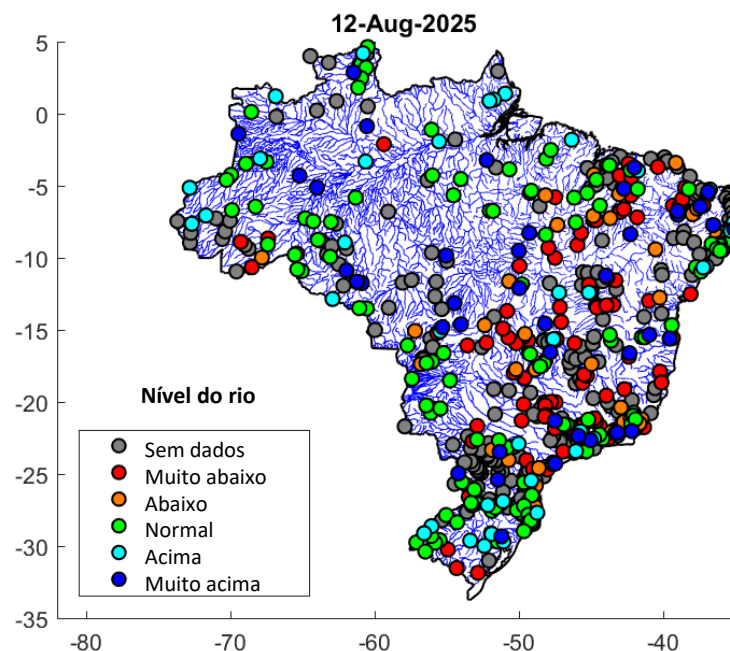 12-Aug-2025
5
0
-5
-10
-15
-20
-25
-30
-35
Nível do rio
Sem dados
Muito abaixo
Abaixo
Normal
Acima
Muito acima
-80 -70 -60 -50 -40